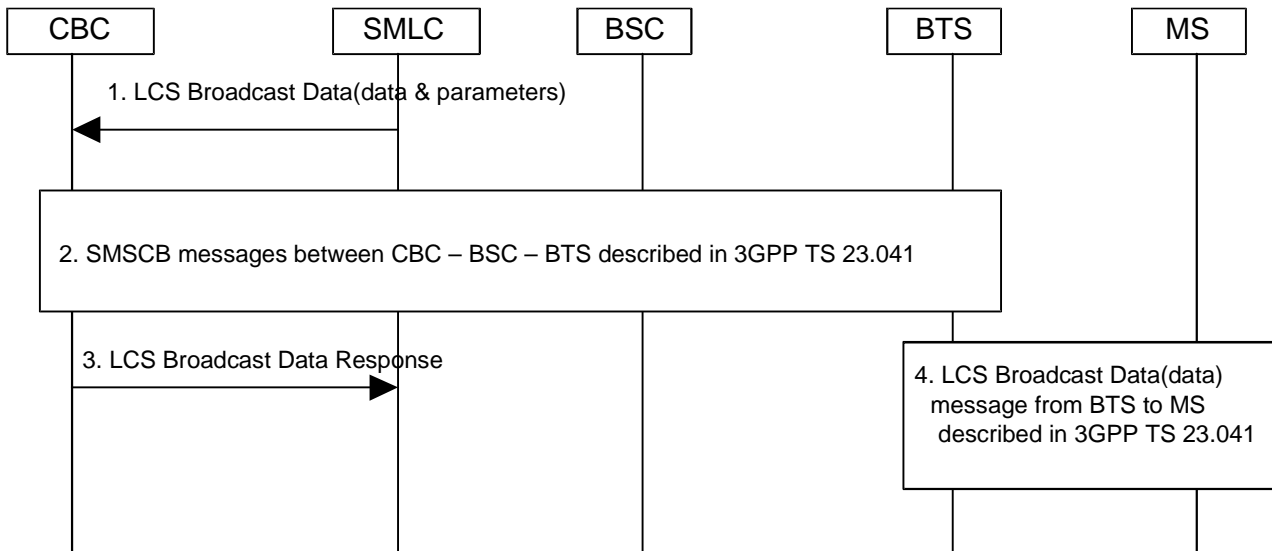 CBC
SMLC
BSC
BTS
MS
1. LCS Broadcast Data(data & parameters)
2. SMSCB messages between CBC – BSC – BTS described in 3GPP TS 23.041
3. LCS Broadcast Data Response
4. LCS Broadcast Data(data)
message from BTS to MS
described in 3GPP TS 23.041